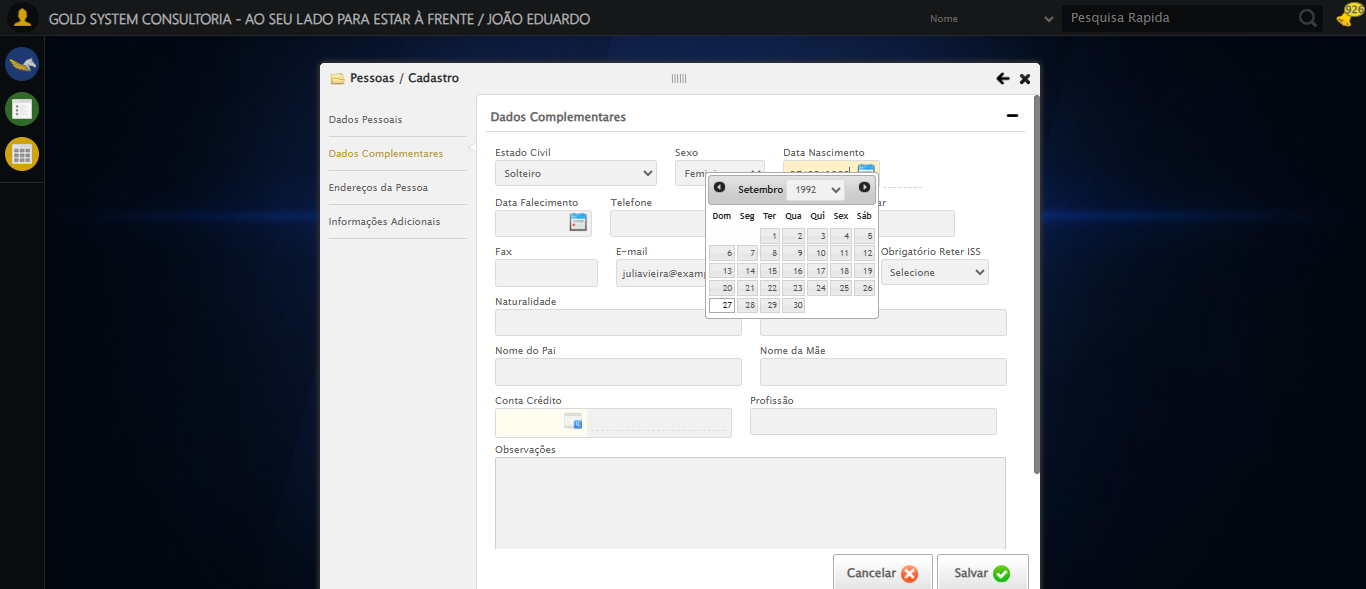 GOLD SYSTEM CONSULTORIA - AO SEU LADO PARA ESTAR À FRENTE / JOÃO EDUARDO
Nome
Pesquisa Rapida
926
Pessoas / Cadastro
Dados Pessoais
Dados Complementares
Endereços da Pessoa
Informações Adicionais
Dados Complementares
Estado Civil
Sexo
Data Nascimento
Solteiro
Data Falecimento
Telefone
Setembro 1992
Dom Seg Ter Qua Qui Sex Sáb
1 2 3 4 5
6 7 8 9 10 11 12
13 14 15 16 17 18 19
20 21 22 23 24 25 26
27 28 29 30
Fax
E-mail
Obrigatório Reter ISS
juliavieira@examp
Selecione
Naturalidade
Nome do Pai
Nome da Mãe
Conta Crédito
Profissão
Observações
Cancelar
Salvar